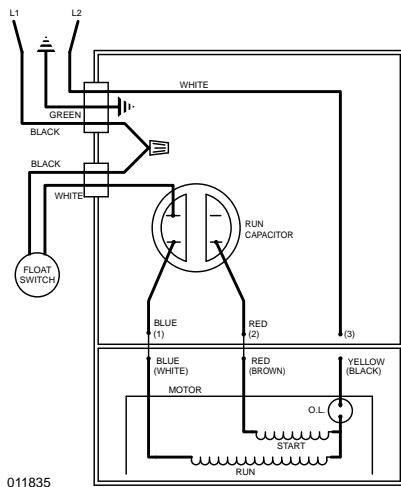 L1
L2
WHITE
GREEN
BLACK
BLACK
WHITE
RUN
CAPACITOR
FLOAT
SWITCH
BLUE
(1)
RED
(2)
(3)
BLUE
(WHITE)
RED
(BROWN)
YELLOW
(BLACK)
MOTOR
O.L.
START
RUN
011835